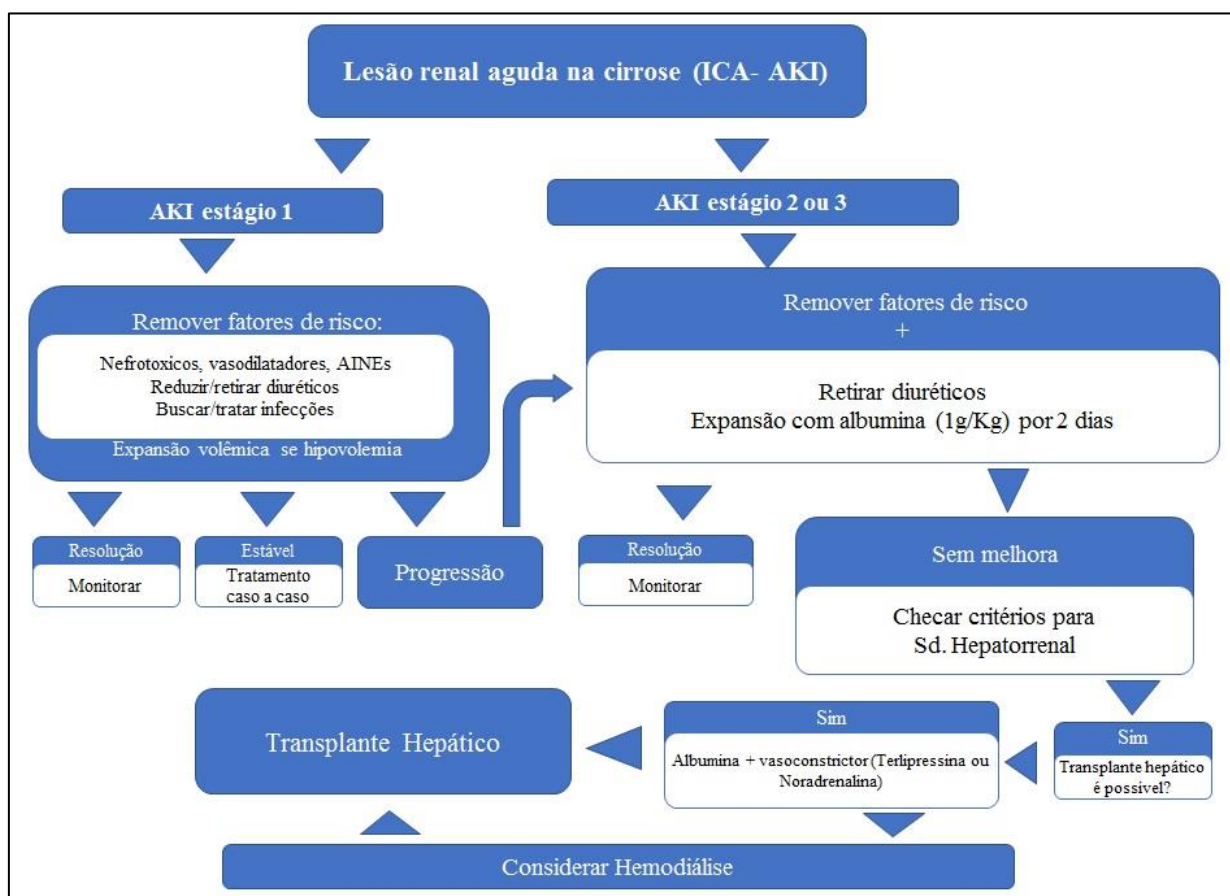 Lesão renal aguda na cirrose (ICA- AKI)
AKI estágio 1
AKI estágio 2 ou 3
Remover fatores de risco:
Nefrotoxicos, vasodilatadores, AINEs
Reduzir/retirar diuréticos
Buscar/tratar infecções
Expansão volêmica se hipovolemia
Remover fatores de risco
+
Retirar diuréticos
Expansão com albumina (1g/Kg) por 2 dias
Resolução
Monitorar
Estável
Tratamento
caso a caso
Progressão
Resolução
Monitorar
Sem melhora
Checar critérios para
Sd. Hepatorrenal
Sim
Transplante hepático
é possível?
Sim
Albumina + vasoconstrictor (Terlipressina ou
Noradrenalina)
Transplante Hepático
Considerar Hemodiálise